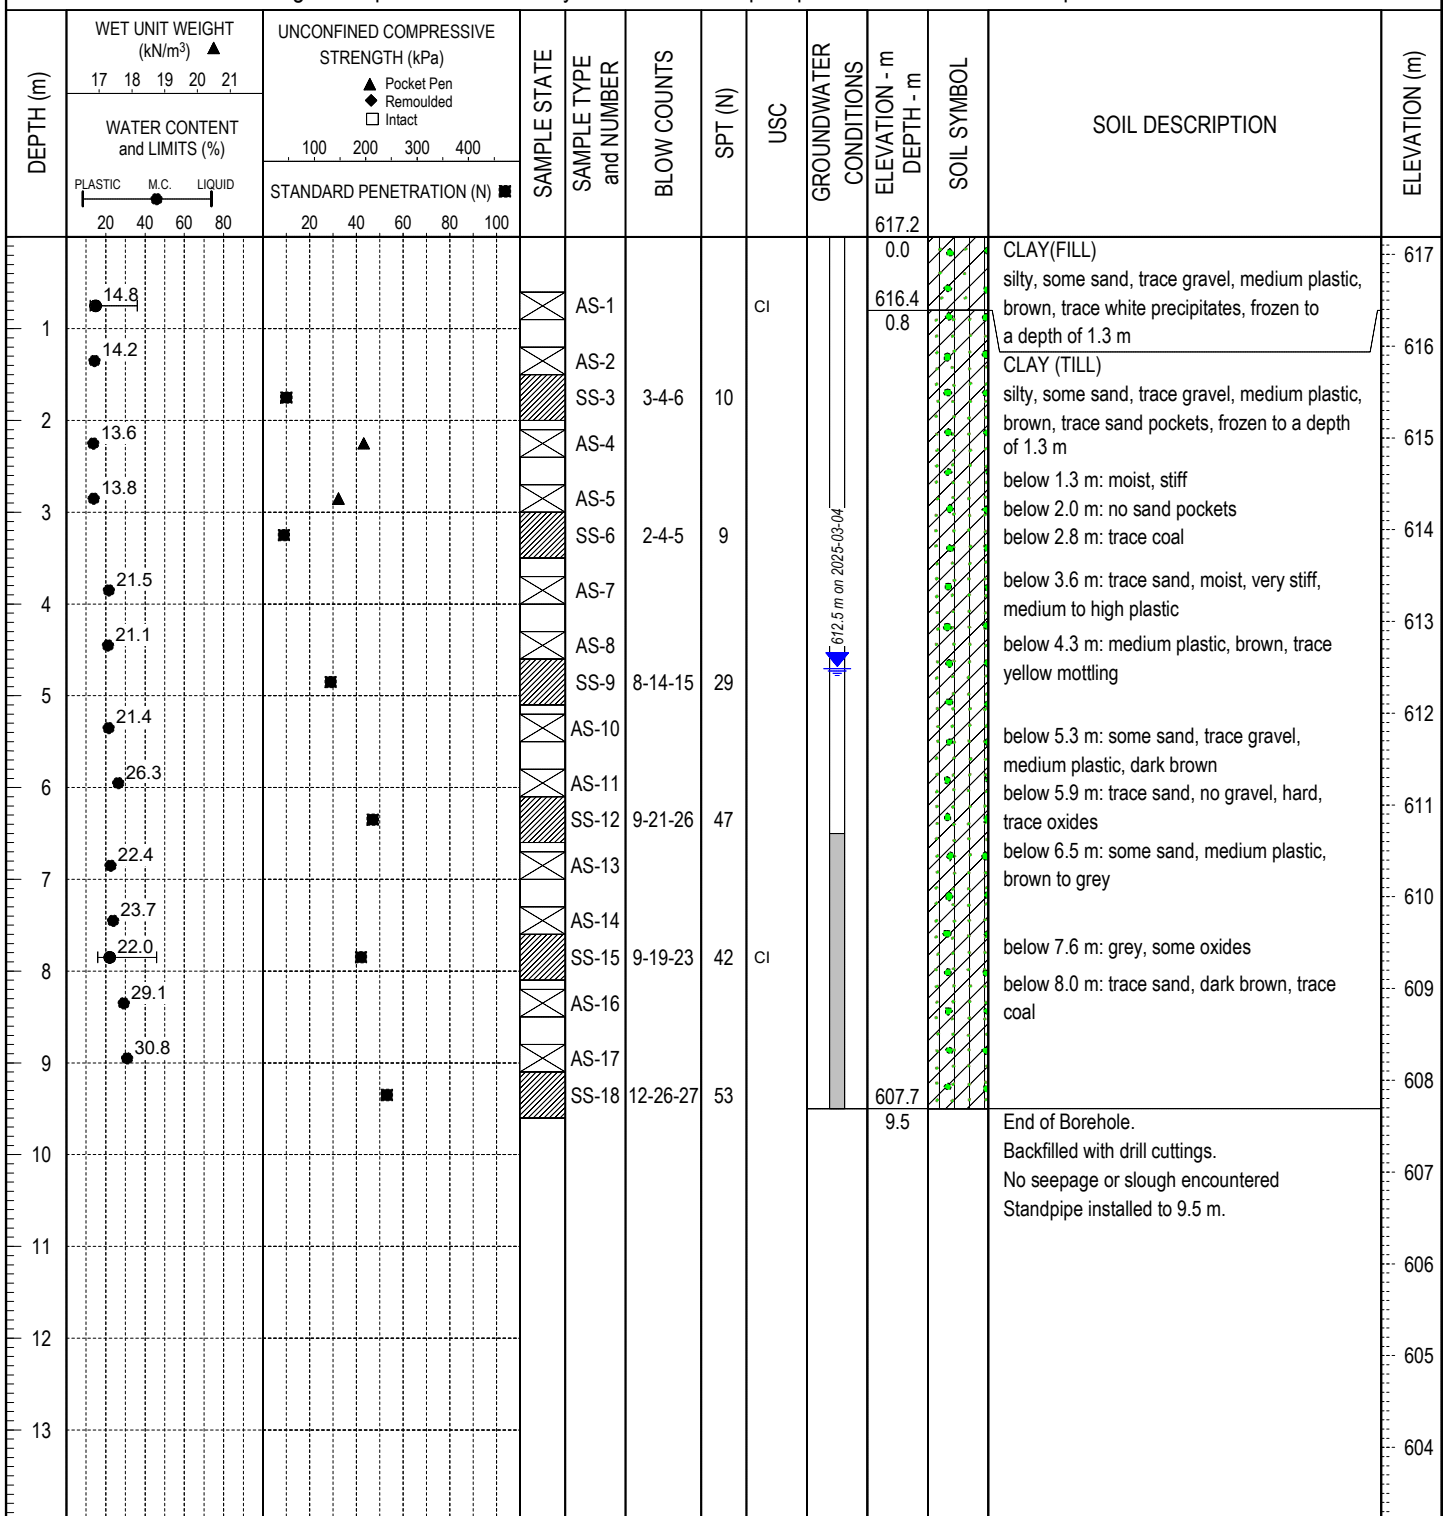 WET UNIT WEIGHT
(kN/m³)
17 18 19 20 21
WATER CONTENT
and LIMITS (%)
PLASTIC M.C. LIQUID
20 40 60 80
UNCONFINED COMPRESSIVE
STRENGTH (kPa)
Pocket Pen
Remoulded
Intact
100 200 300 400
STANDARD PENETRATION (N)
20 40 60 80 100
DEPTH (m)
SAMPLE STATE
SAMPLE TYPE
and NUMBER
BLOW COUNTS
SPT (N)
USC
GROUNDWATER
CONDITIONS
ELEVATION - m
DEPTH - m
SOIL SYMBOL
SOIL DESCRIPTION
ELEVATION (m)
617.2
0.0
616.4
0.8
607.7
9.5
1
2
3
4
5
6
7
8
9
10
11
12
13
14.8
14.2
13.6
13.8
21.5
21.1
21.4
26.3
22.4
23.7
22.0
29.1
30.8
AS-1 CI
AS-2
SS-3 3-4-6 10
AS-4
AS-5
SS-6 2-4-5 9
AS-7
AS-8
SS-9 8-14-15 29
AS-10
AS-11
SS-12 9-21-26 47
AS-13
AS-14
SS-15 9-19-23 42 CI
AS-16
AS-17
SS-18 12-26-27 53
612.5 m on 2025-03-04
CLAY(FILL)
silty, some sand, trace gravel, medium plastic,
brown, trace white precipitates, frozen to
a depth of 1.3 m
CLAY (TILL)
silty, some sand, trace gravel, medium plastic,
brown, trace sand pockets, frozen to a depth
of 1.3 m
below 1.3 m: moist, stiff
below 2.0 m: no sand pockets
below 2.8 m: trace coal
below 3.6 m: trace sand, moist, very stiff,
medium to high plastic
below 4.3 m: medium plastic, brown, trace
yellow mottling
below 5.3 m: some sand, trace gravel,
medium plastic, dark brown
below 5.9 m: trace sand, no gravel, hard,
trace oxides
below 6.5 m: some sand, medium plastic,
brown to grey
below 7.6 m: grey, some oxides
below 8.0 m: trace sand, dark brown, trace
coal
End of Borehole.
Backfilled with drill cuttings.
No seepage or slough encountered
Standpipe installed to 9.5 m.
617
616
615
614
613
612
611
610
609
608
607
606
605
604